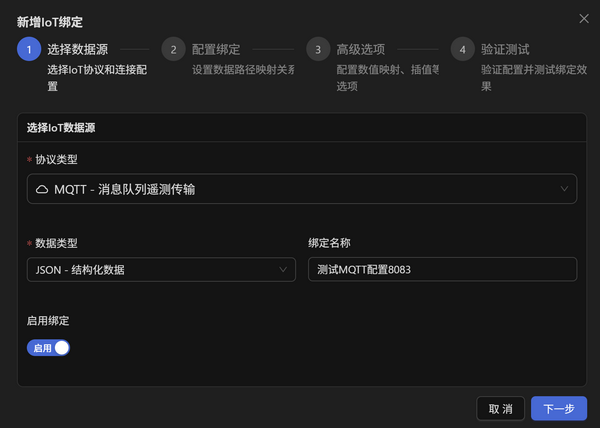 新增IoT绑定
1 选择数据源
选择IoT协议和连接配
置
2 配置绑定
设置数据路径映射关系
3 高级选项
配置数值映射、插值等
选项
4 验证测试
验证配置并测试绑定效
果
选择IoT数据源
* 协议类型
MQTT - 消息队列遥测传输
* 数据类型
JSON - 结构化数据
绑定名称
测试MQTT配置8083
启用绑定
启用
取 消
下一步